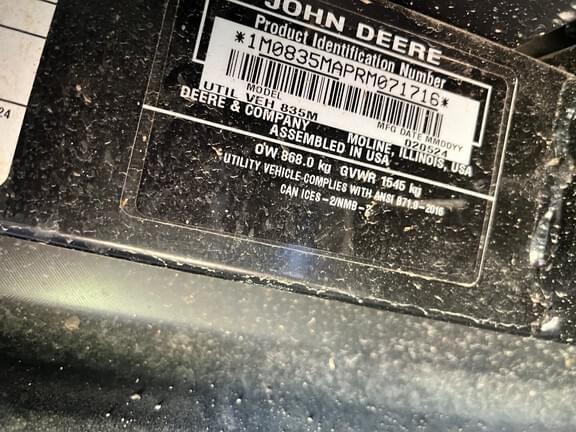 JOHN DEERE
Product Identification Number
*1M0835MAPRM071716*
MODEL
MFG DATE MMDDYY
UTIL VEH 835M
020524
DEERE & COMPANY MOLINE, ILLINOIS, USA
ASSEMBLED IN USA
OW 868.0 kg GVWR 1545 kg
UTILITY VEHICLE COMPLIES WITH ANSI B71.9-2016
CAN ICES-2/NMB-2
24